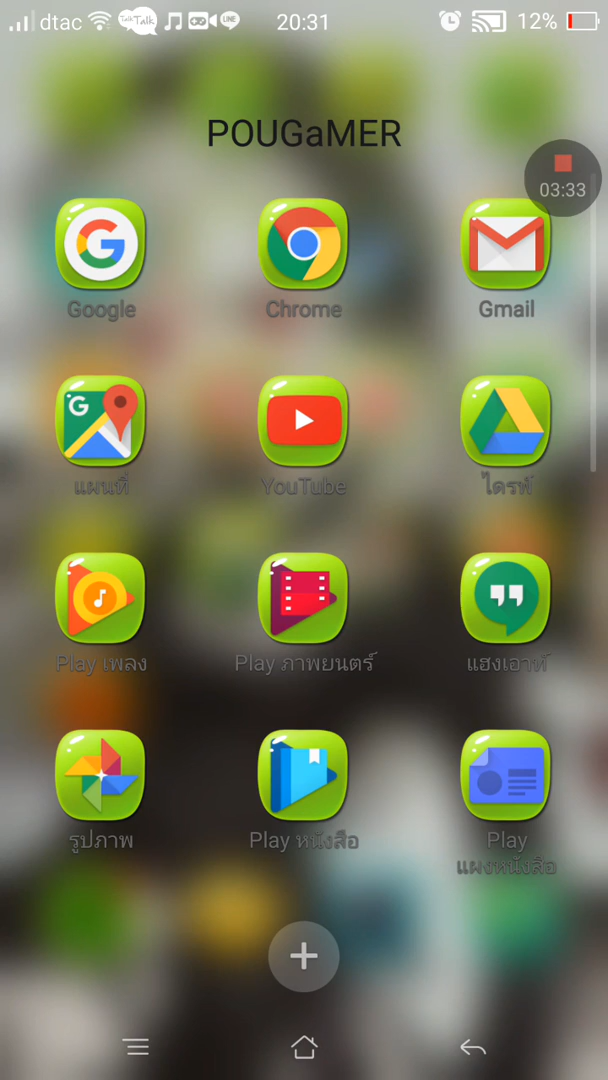 dtac TalkTalk LINE 20:31 12%
POUGaMER
03:33
Google Chrome Gmail
แผนที่ YouTube ไดรฟ์
Play เพลง Play ภาพยนตร์ แฮงเอาท์
รูปภาพ Play หนังสือ Play
แผงหนังสือ